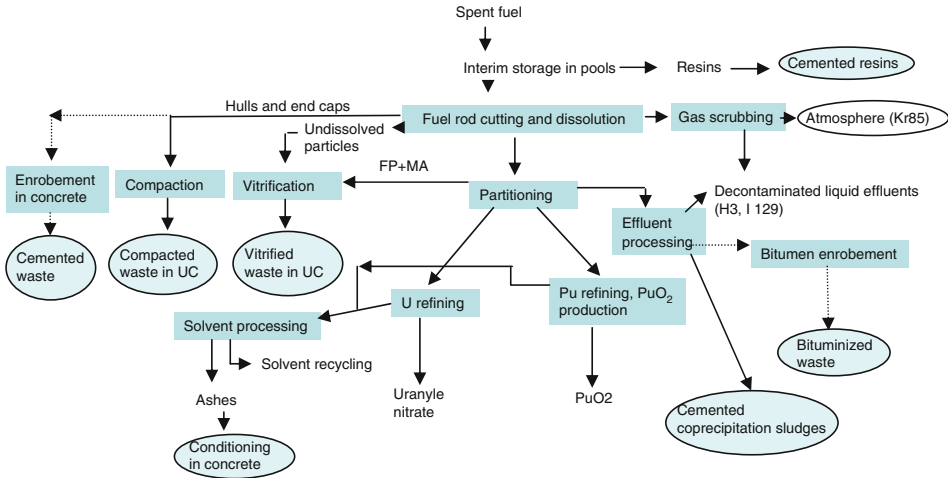 Spent fuel
Interim storage in pools
Resins
Cemented resins
Hulls and end caps
Fuel rod cutting and dissolution
Gas scrubbing
Atmosphere (Kr85)
Undissolved
particles
FP+MA
Enrobement
in concrete
Compaction
Vitrification
Partitioning
Decontaminated liquid effluents
(H3, I 129)
Effluent
processing
Bitumen enrobement
Cemented
waste
Compacted
waste in UC
Vitrified
waste in UC
U refining
Pu refining, PuO2
production
Solvent processing
Solvent recycling
Bituminized
waste
Uranyle
nitrate
PuO2
Ashes
Cemented
coprecipitation sludges
Conditioning
in concrete